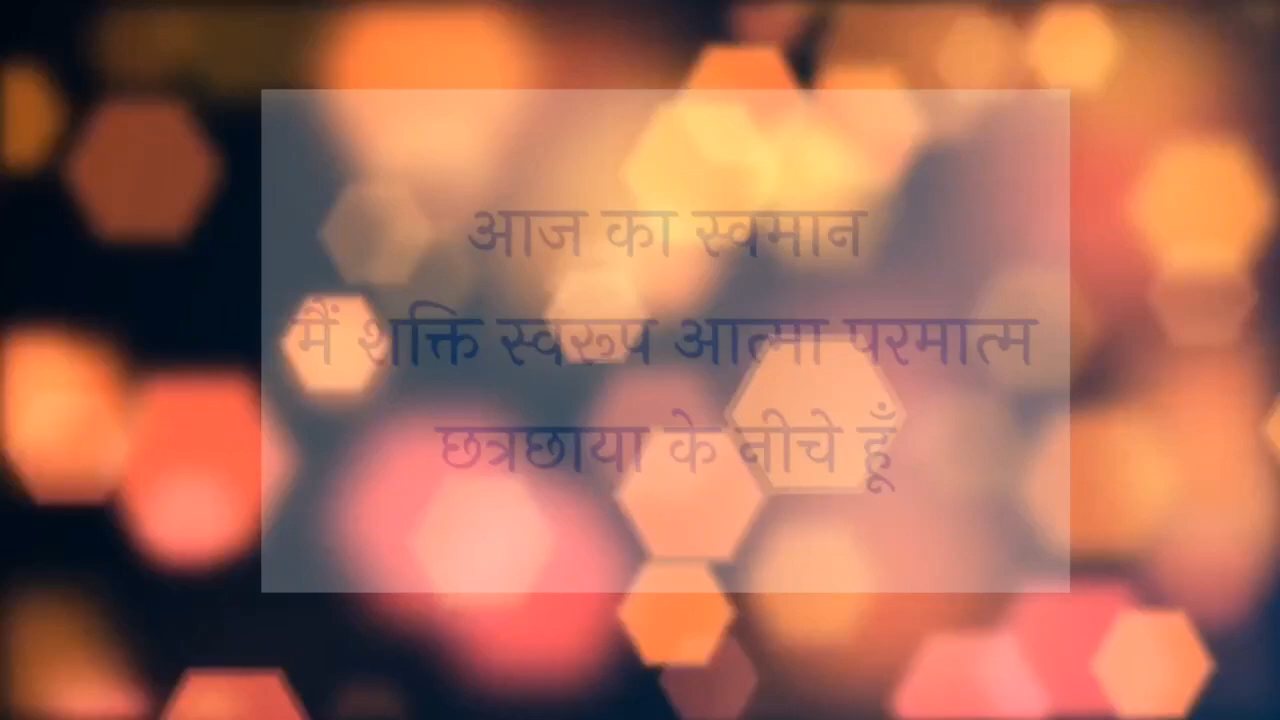 आज का स्वमान
मैं शक्ति स्वरूप आत्मा परमात्म
छत्रछाया के नीचे हूँ